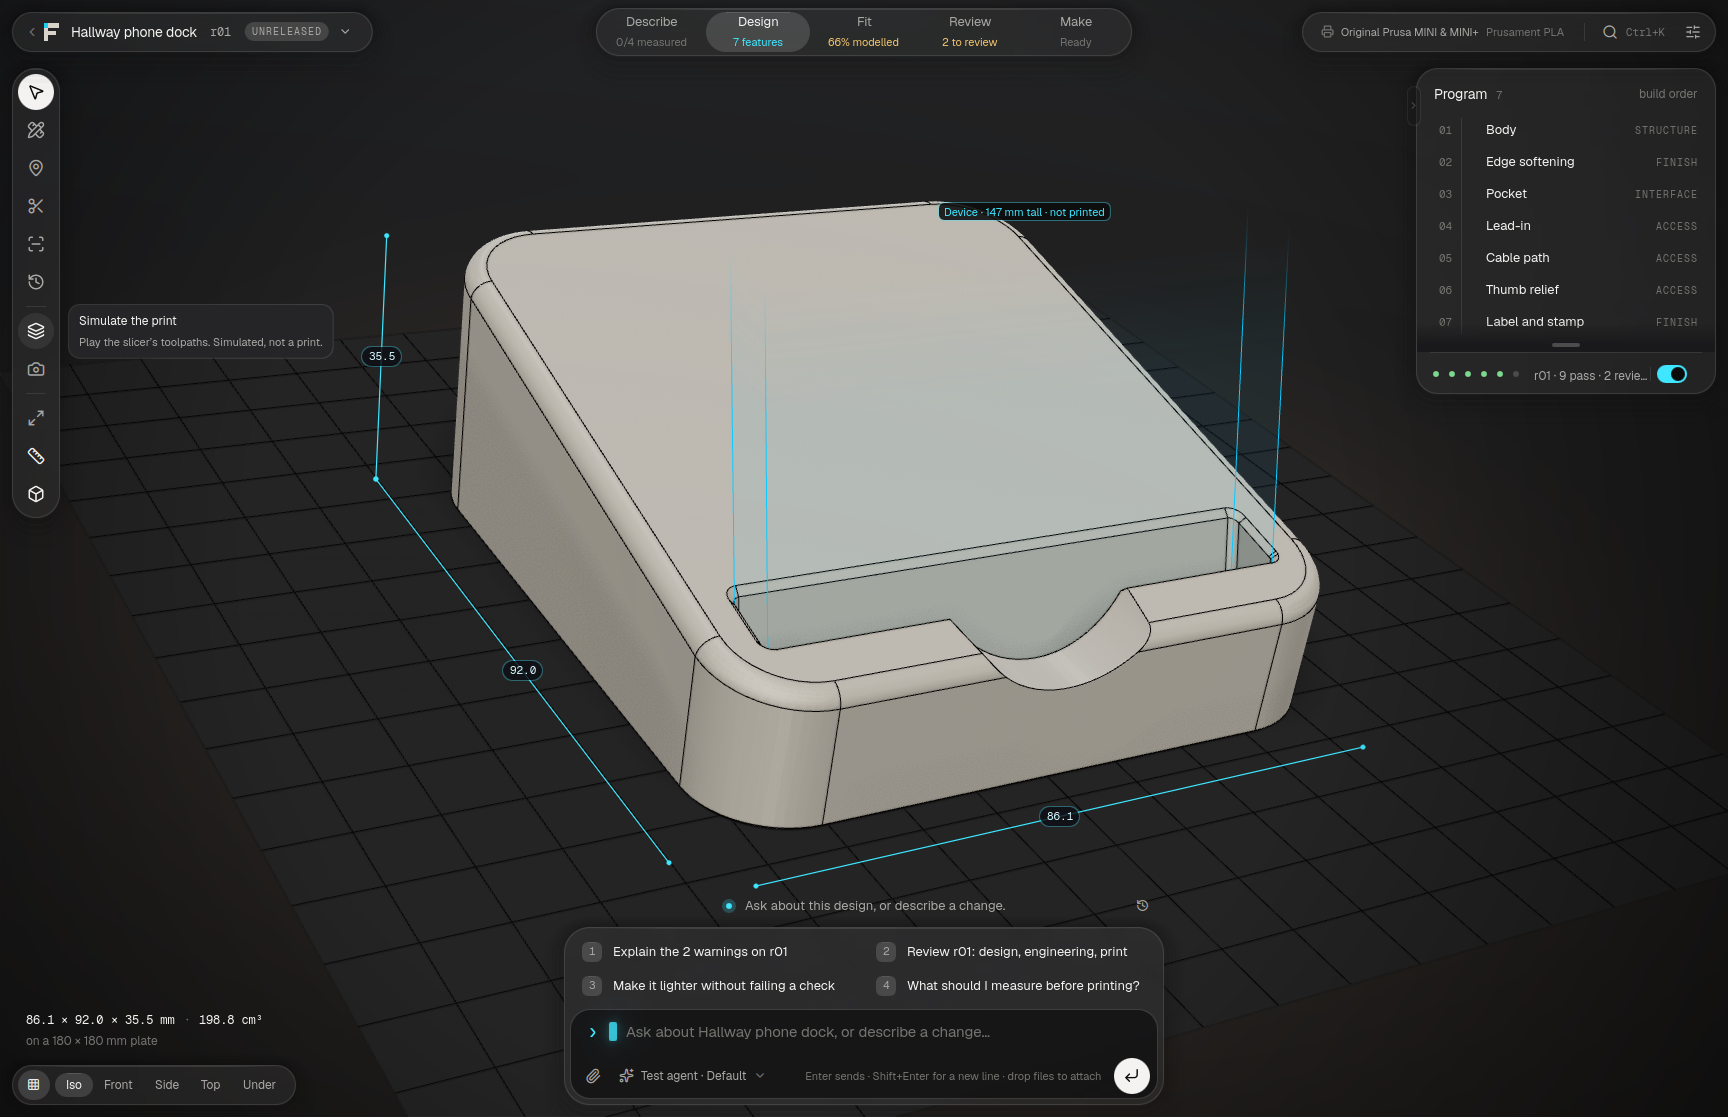 Hallway phone dock r01 UNRELEASED
Describe
0/4 measured
Design
7 features
Fit
66% modelled
Review
2 to review
Make
Ready
Original Prusa MINI & MINI+ Prusament PLA
Ctrl+K
Program 7 build order
01 Body STRUCTURE
02 Edge softening FINISH
03 Pocket INTERFACE
04 Lead-in ACCESS
05 Cable path ACCESS
06 Thumb relief ACCESS
07 Label and stamp FINISH
r01 · 9 pass · 2 revie…
Simulate the print
Play the slicer's toolpaths. Simulated, not a print.
Device · 147 mm tall · not printed
35.5
92.0
86.1
Ask about this design, or describe a change.
1 Explain the 2 warnings on r01
2 Review r01: design, engineering, print
3 Make it lighter without failing a check
4 What should I measure before printing?
Ask about Hallway phone dock, or describe a change…
Test agent · Default
Enter sends · Shift+Enter for a new line · drop files to attach
86.1 × 92.0 × 35.5 mm · 198.8 cm³
on a 180 × 180 mm plate
Iso Front Side Top Under